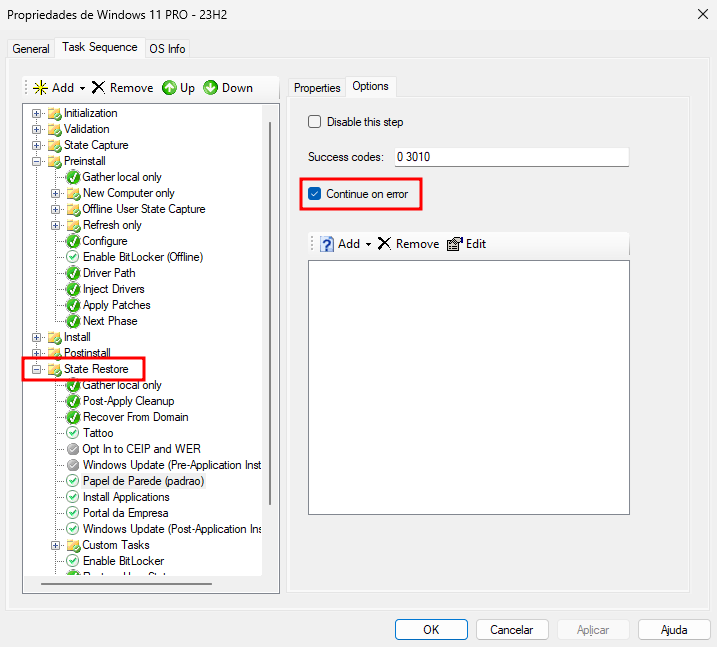 Propriedades de Windows 11 PRO - 23H2
General
Task Sequence
OS Info
Add
Remove
Up
Down
Initialization
Validation
State Capture
Preinstall
Gather local only
New Computer only
Offline User State Capture
Refresh only
Configure
Enable BitLocker (Offline)
Driver Path
Inject Drivers
Apply Patches
Next Phase
Install
Postinstall
State Restore
Gather local only
Post-Apply Cleanup
Recover From Domain
Tattoo
Opt In to CEIP and WER
Windows Update (Pre-Application Inst
Papel de Parede (padrao)
Install Applications
Portal da Empresa
Windows Update (Post-Application Ins
Custom Tasks
Enable BitLocker
Properties
Options
Disable this step
Success codes:
0 3010
Continue on error
Add
Remove
Edit
OK
Cancelar
Aplicar
Ajuda